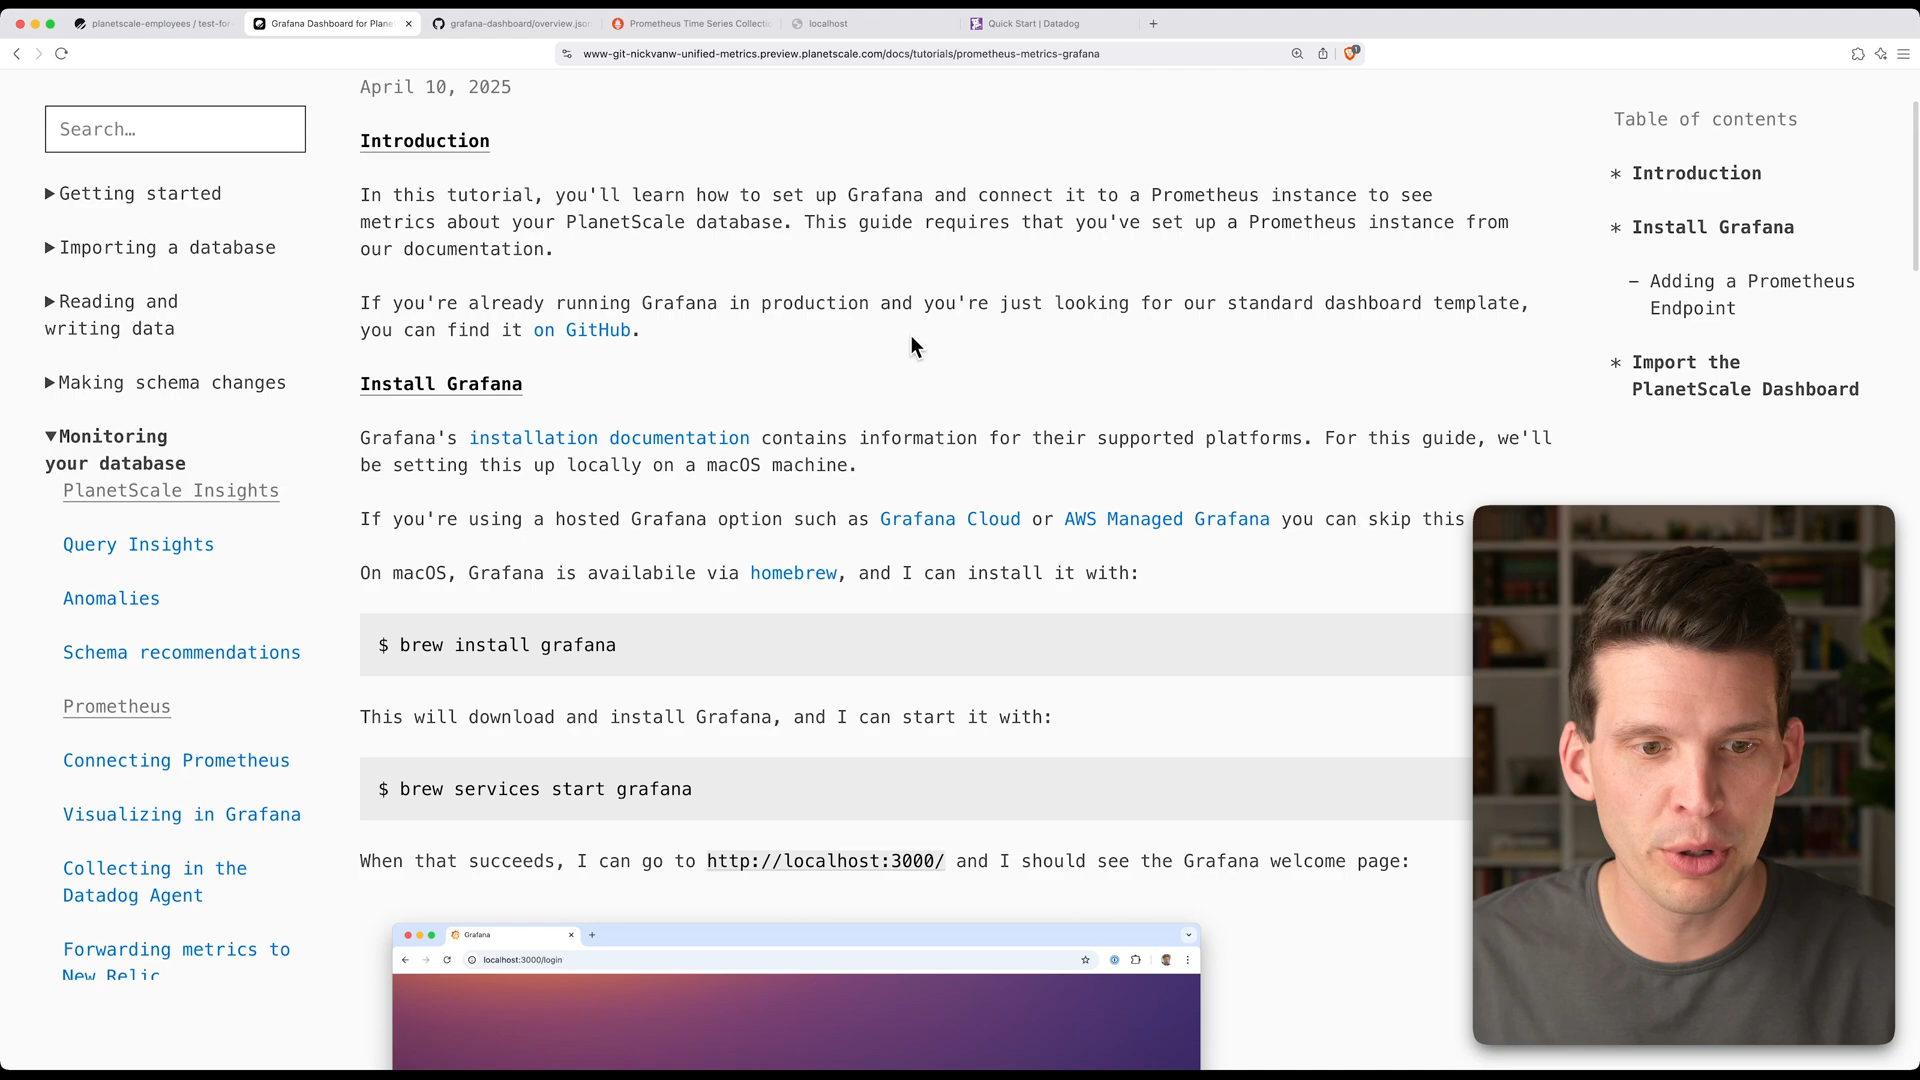 planetscale-employees / test-for-
Grafana Dashboard for Plane
grafana-dashboard/overview.json
Prometheus Time Series Collecti
localhost
Quick Start | Datadog
www-git-nickvanw-unified-metrics.preview.planetscale.com/docs/tutorials/prometheus-metrics-grafana
1
Search…
Getting started
Importing a database
Reading and
writing data
Making schema changes
Monitoring
your database
PlanetScale Insights
Query Insights
Anomalies
Schema recommendations
Prometheus
Connecting Prometheus
Visualizing in Grafana
Collecting in the
Datadog Agent
Forwarding metrics to
New Relic
April 10, 2025
Introduction
In this tutorial, you'll learn how to set up Grafana and connect it to a Prometheus instance to see
metrics about your PlanetScale database. This guide requires that you've set up a Prometheus instance from
our documentation.
If you're already running Grafana in production and you're just looking for our standard dashboard template,
you can find it on GitHub.
Install Grafana
Grafana's installation documentation contains information for their supported platforms. For this guide, we'll
be setting this up locally on a macOS machine.
If you're using a hosted Grafana option such as Grafana Cloud or AWS Managed Grafana you can skip this
On macOS, Grafana is availabile via homebrew, and I can install it with:
$ brew install grafana
This will download and install Grafana, and I can start it with:
$ brew services start grafana
When that succeeds, I can go to http://localhost:3000/ and I should see the Grafana welcome page:
Grafana
localhost:3000/login
Table of contents
* Introduction
* Install Grafana
– Adding a Prometheus
Endpoint
* Import the
PlanetScale Dashboard